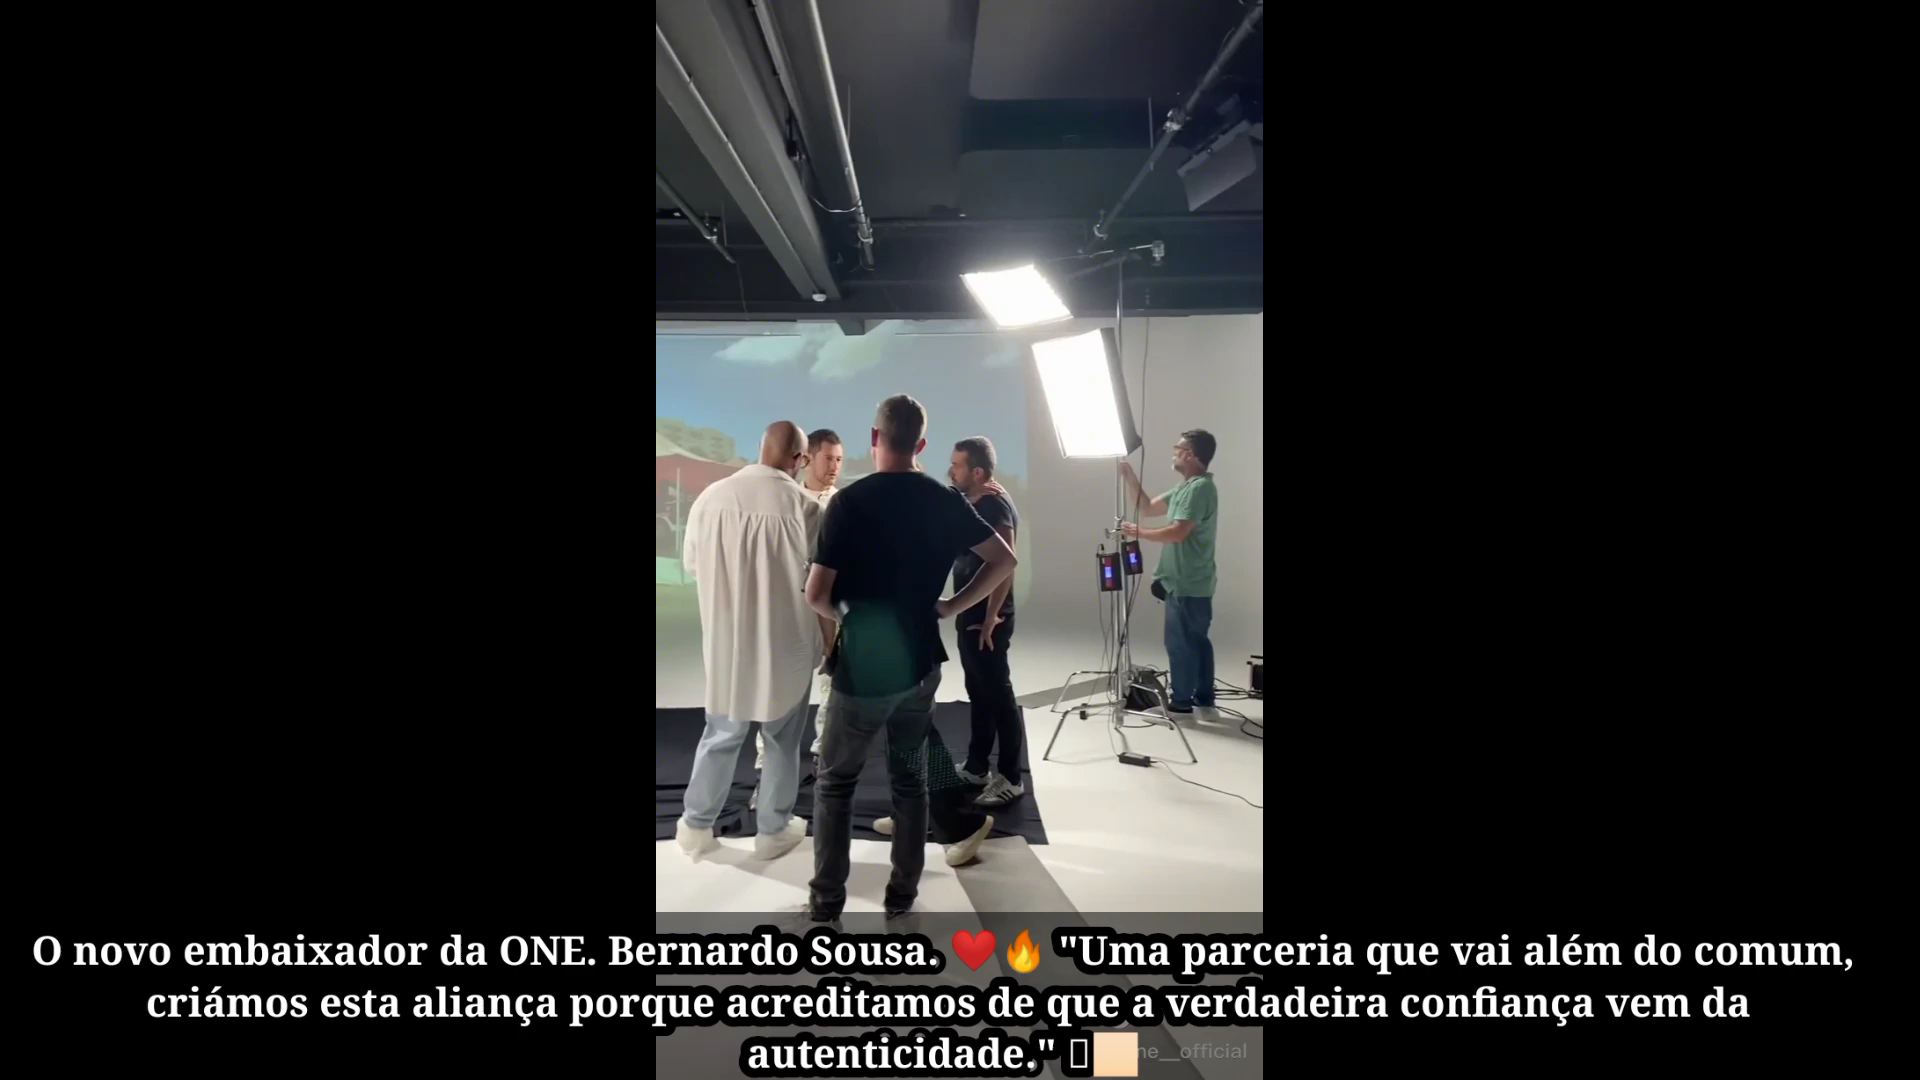 O novo embaixador da ONE. Bernardo Sousa. ❤️🔥 "Uma parceria que vai além do comum,
criámos esta aliança porque acreditamos de que a verdadeira confiança vem da
autenticidade."
ne__official